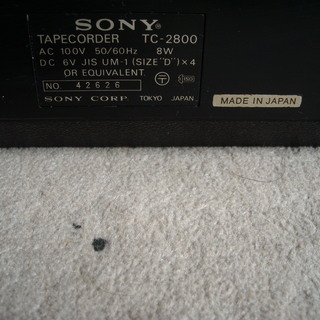 SONY
TAPECORDER TC-2800
AC 100V 50/60Hz 8W
DC 6V JIS UM-1 (SIZE "D") × 4
OR EQUIVALENT.
NO. 42626
SONY CORP. TOKYO JAPAN
MADE IN JAPAN